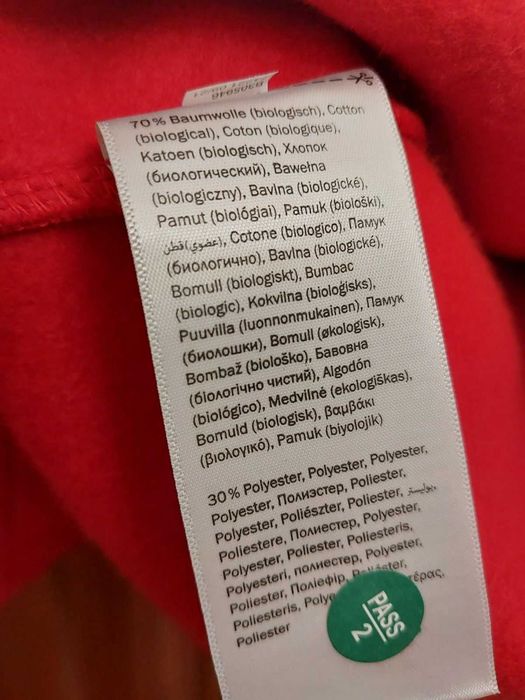 70% Baumwolle (biologisch), Cotton
(biological), Coton (biologique),
Katoen (biologisch), Хлопок
(биологический), Bawełna
(biologiczny), Bavlna (biologické),
Pamut (biológiai), Pamuk (biološki),
قطن (عضوي), Cotone (biologico), Памук
(биологично), Bavlna (biologické),
Bomull (biologiskt), Bumbac
(biologic), Kokvilna (bioloģisks),
Puuvilla (luonnonmukainen), Памук
(биолошки), Bomull (økologisk),
Bombaž (biološko), Бавовна
(біологічно чистий), Algodón
(biológico), Medvilnė (ekologiškas),
Bomuld (biologisk), βαμβάκι
(βιολογικό), Pamuk (biyolojik)
30% Polyester, Polyester, Polyester,
Polyester, Полиэстер, Poliester,
Polyester, Poliészter, Poliester, بوليستر,
Poliestere, Полиестер, Polyester,
Polyester, Poliester, Poliesteris,
Polyesteri, полиестер, Polyester,
Poliester, Поліефір,
Poliesteris,
Poliester
PASS
2